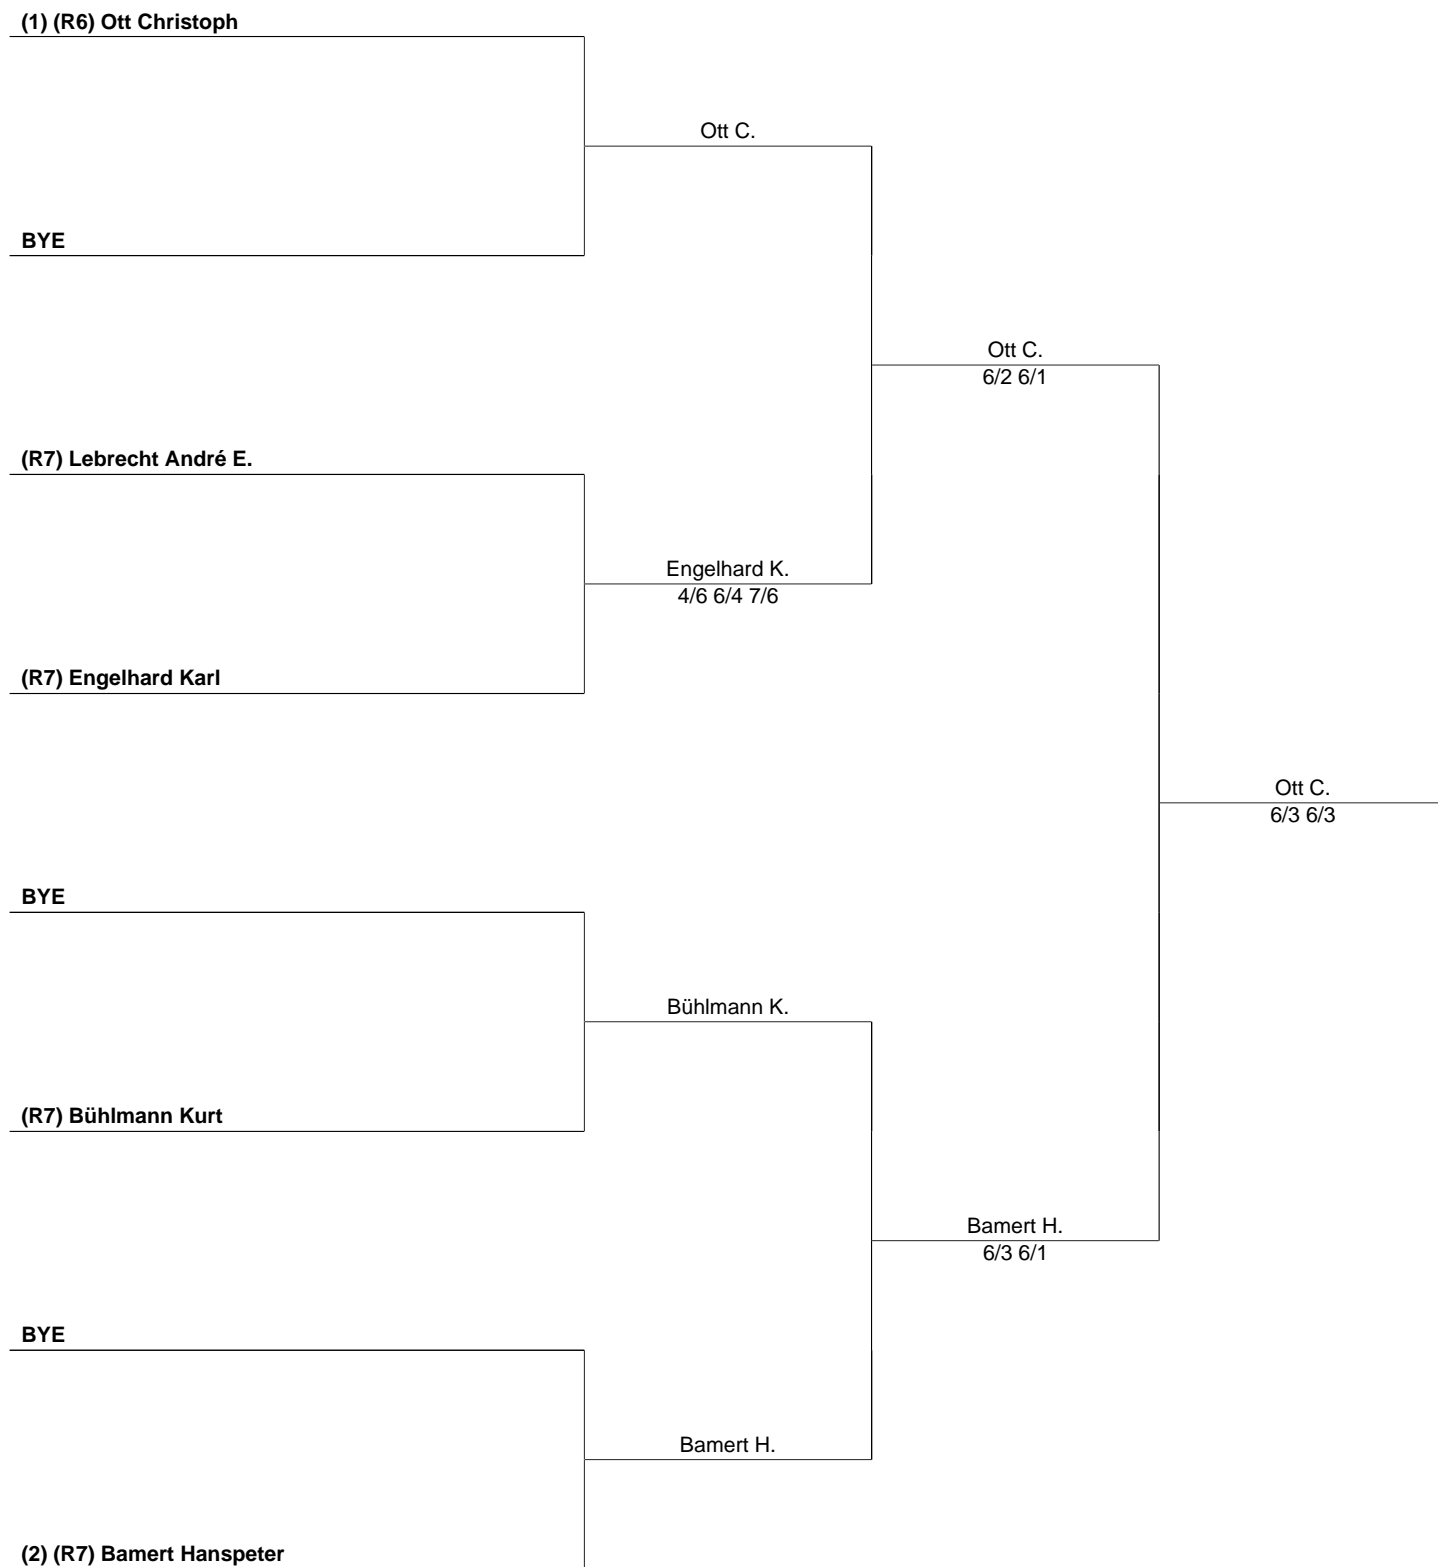 (1) (R6) Ott Christoph
Ott C.
BYE
Ott C.
6/2 6/1
(R7) Lebrecht André E.
Engelhard K.
4/6 6/4 7/6
(R7) Engelhard Karl
Ott C.
6/3 6/3
BYE
Bühlmann K.
(R7) Bühlmann Kurt
Bamert H.
6/3 6/1
BYE
Bamert H.
(2) (R7) Bamert Hanspeter